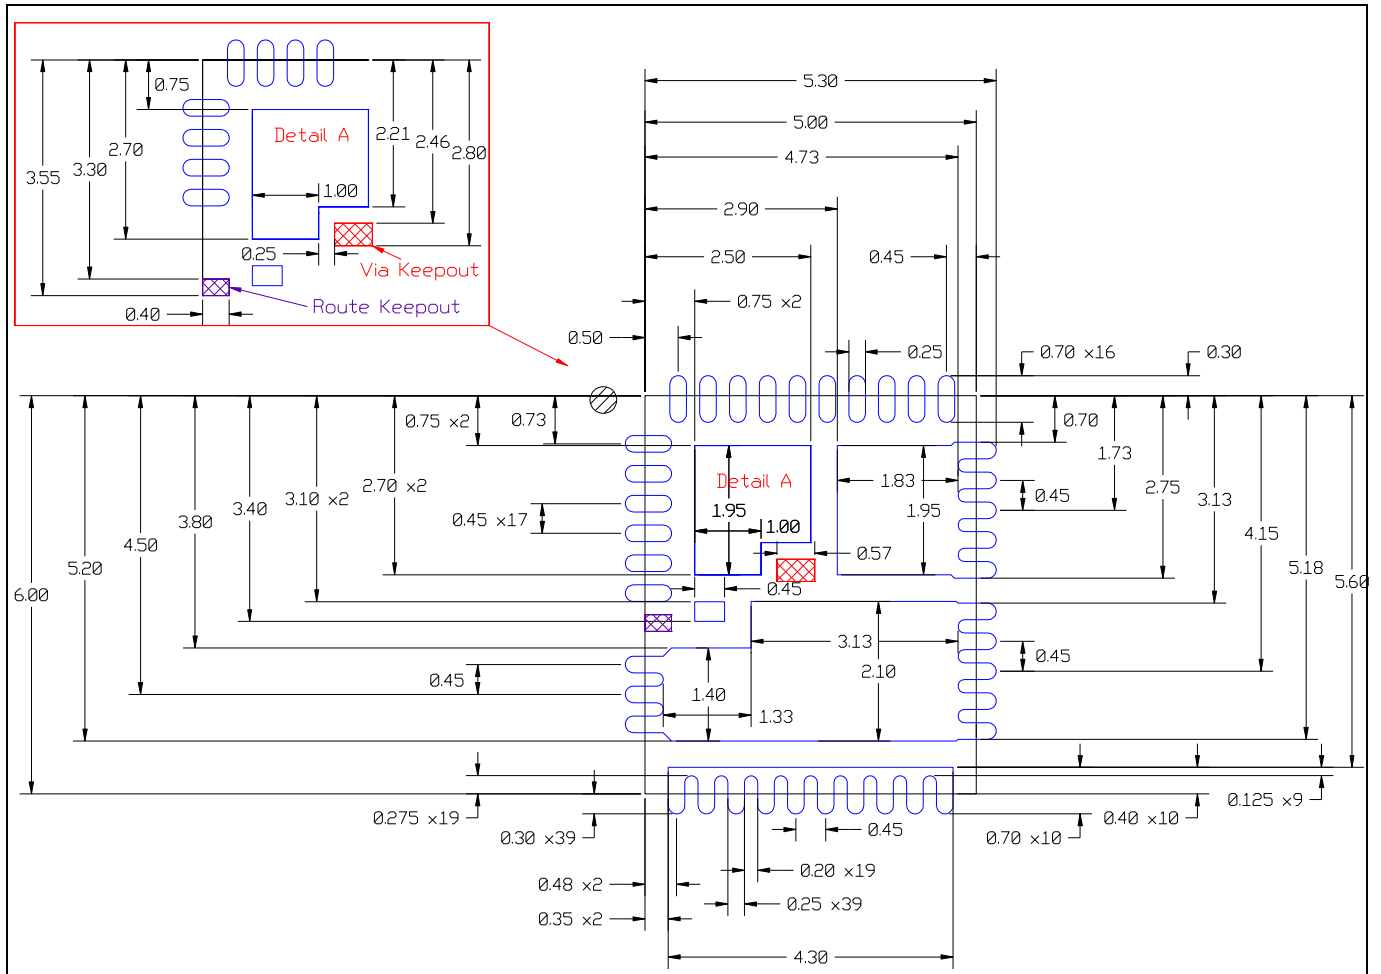 5.30
0.75
5.00
Detail A
2.21
2.46
2.70
2.80
4.73
3.30
3.55
1.00
2.90
0.25
2.50
0.45
Via Keepout
0.75 x2
Route Keepout
0.40
0.50
0.25
0.70 x16
0.30
0.75 x2
0.73
0.70
1.73
2.75
Detail A
1.83
2.70 x2
3.10 x2
3.40
3.13
0.45
1.95
1.95
0.45 x17
3.80
1.00
4.50
0.57
4.15
5.20
5.18
5.60
0.45
6.00
3.13
0.45
2.10
0.45
1.40
1.33
0.125 x9
0.275 x19
0.40 x10
0.30 x39
0.45
0.70 x10
0.20 x19
0.48 x2
0.25 x39
0.35 x2
4.30